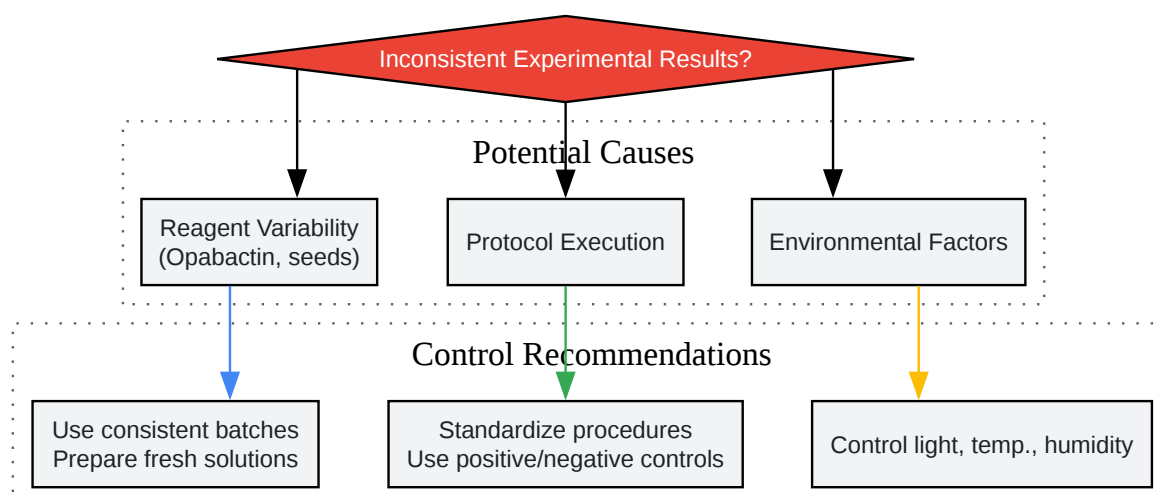 Inconsistent Experimental Results?
Potential Causes
Reagent Variability
(Opabactin, seeds)
Protocol Execution
Environmental Factors
Control Recommendations
Use consistent batches
Prepare fresh solutions
Standardize procedures
Use positive/negative controls
Control light, temp., humidity